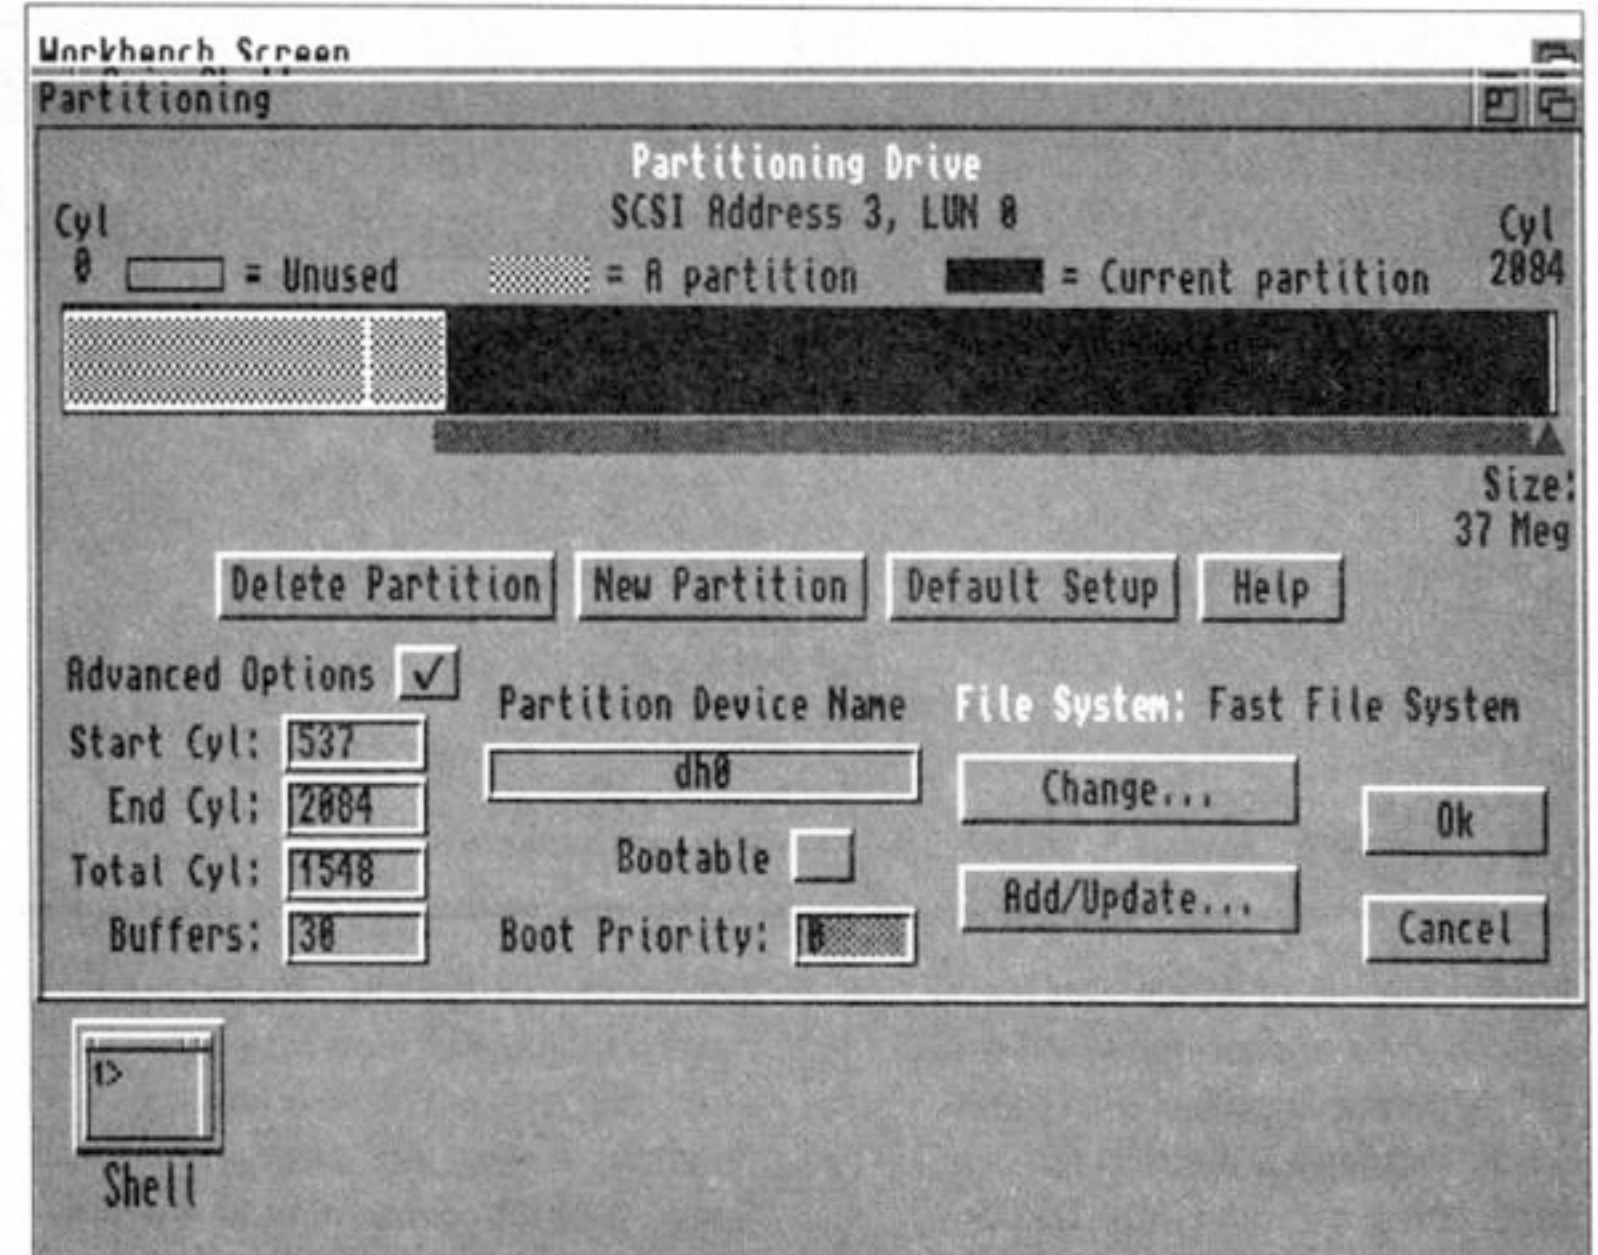 Workbench Screen
Partitioning
Partitioning Drive
SCSI Address 3, LUN 0
Cyl
0
Cyl
2084
= Unused
= A partition
= Current partition
Size:
37 Meg
Delete Partition
New Partition
Default Setup
Help
Advanced Options
Start Cyl: 537
End Cyl: 2084
Total Cyl: 1548
Buffers: 30
Partition Device Name
dh0
Bootable
Boot Priority: 0
File System: Fast File System
Change...
Add/Update...
Ok
Cancel
1>
Shell